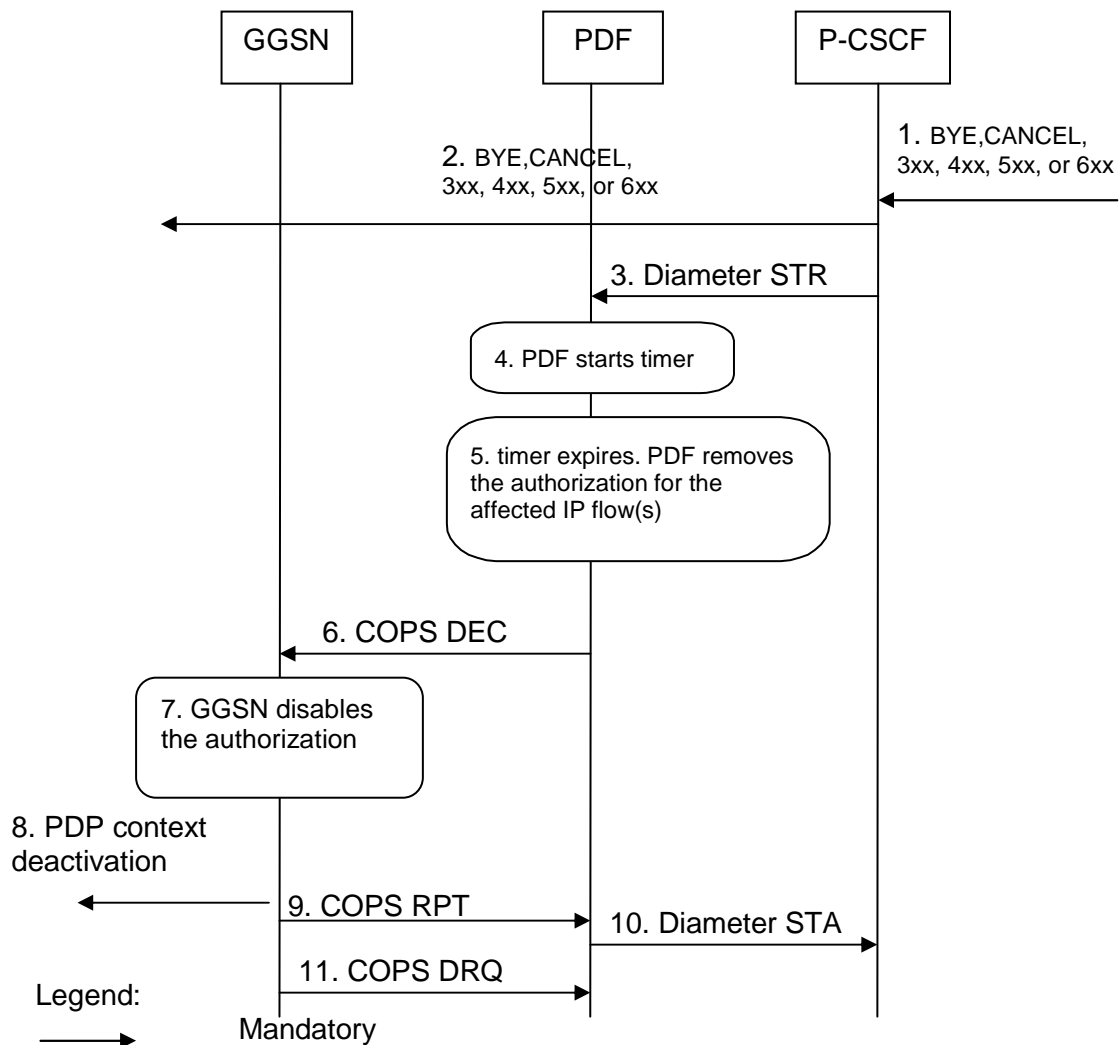 GGSN
PDF
P-CSCF
1. BYE,CANCEL,
3xx, 4xx, 5xx, or 6xx
2. BYE,CANCEL,
3xx, 4xx, 5xx, or 6xx
3. Diameter STR
4. PDF starts timer
5. timer expires. PDF removes
the authorization for the
affected IP flow(s)
6. COPS DEC
7. GGSN disables
the authorization
8. PDP context
deactivation
9. COPS RPT
10. Diameter STA
11. COPS DRQ
Legend:
Mandatory